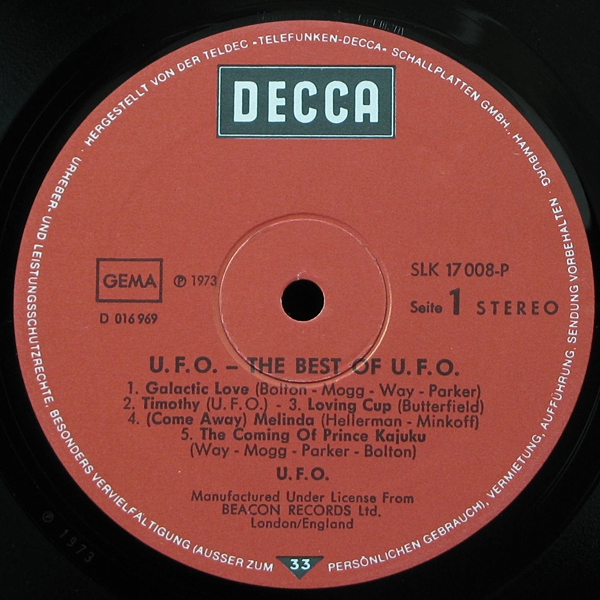 URHEBER- UND LEISTUNGSSCHUTZRECHTE, BESONDERS VERVIELFÄLTIGUNG (AUSSER ZUM PERSÖNLICHEN GEBRAUCH), VERMIETUNG, AUFFÜHRUNG, SENDUNG VORBEHALTEN · HERGESTELLT VON DER TELDEC »TELEFUNKEN-DECCA« SCHALLPLATTEN GMBH., HAMBURG ·
DECCA
GEMA ℗ 1973
D 016 969
SLK 17 008-P
Seite 1 STEREO
U.F.O. – THE BEST OF U.F.O.
1. Galactic Love (Bolton - Mogg - Way - Parker)
2. Timothy (U.F.O.) - 3. Loving Cup (Butterfield)
4. (Come Away) Melinda (Hellerman - Minkoff)
5. The Coming Of Prince Kajuku
(Way - Mogg - Parker - Bolton)
U.F.O.
Manufactured Under License From
BEACON RECORDS Ltd.
London/England
33
℗ 1973